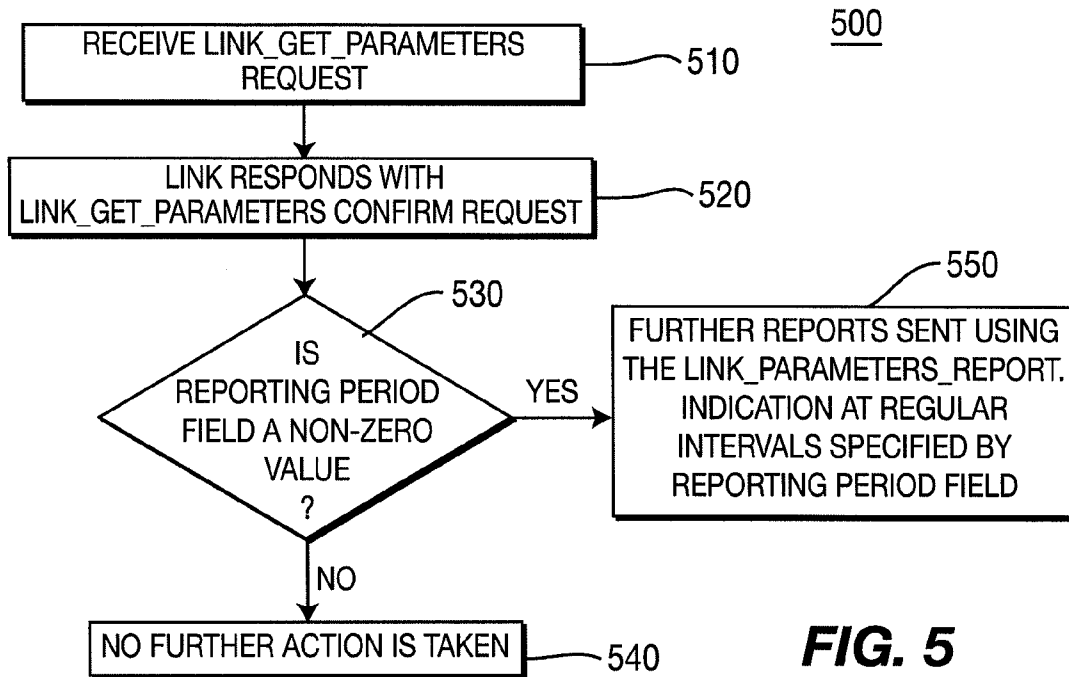 500
RECEIVE LINK_GET_PARAMETERS
REQUEST
510
LINK RESPONDS WITH
LINK_GET_PARAMETERS CONFIRM REQUEST
520
530
IS
REPORTING PERIOD
FIELD A NON-ZERO
VALUE
?
YES
550
FURTHER REPORTS SENT USING
THE LINK_PARAMETERS_REPORT.
INDICATION AT REGULAR
INTERVALS SPECIFIED BY
REPORTING PERIOD FIELD
NO
NO FURTHER ACTION IS TAKEN
540
FIG. 5